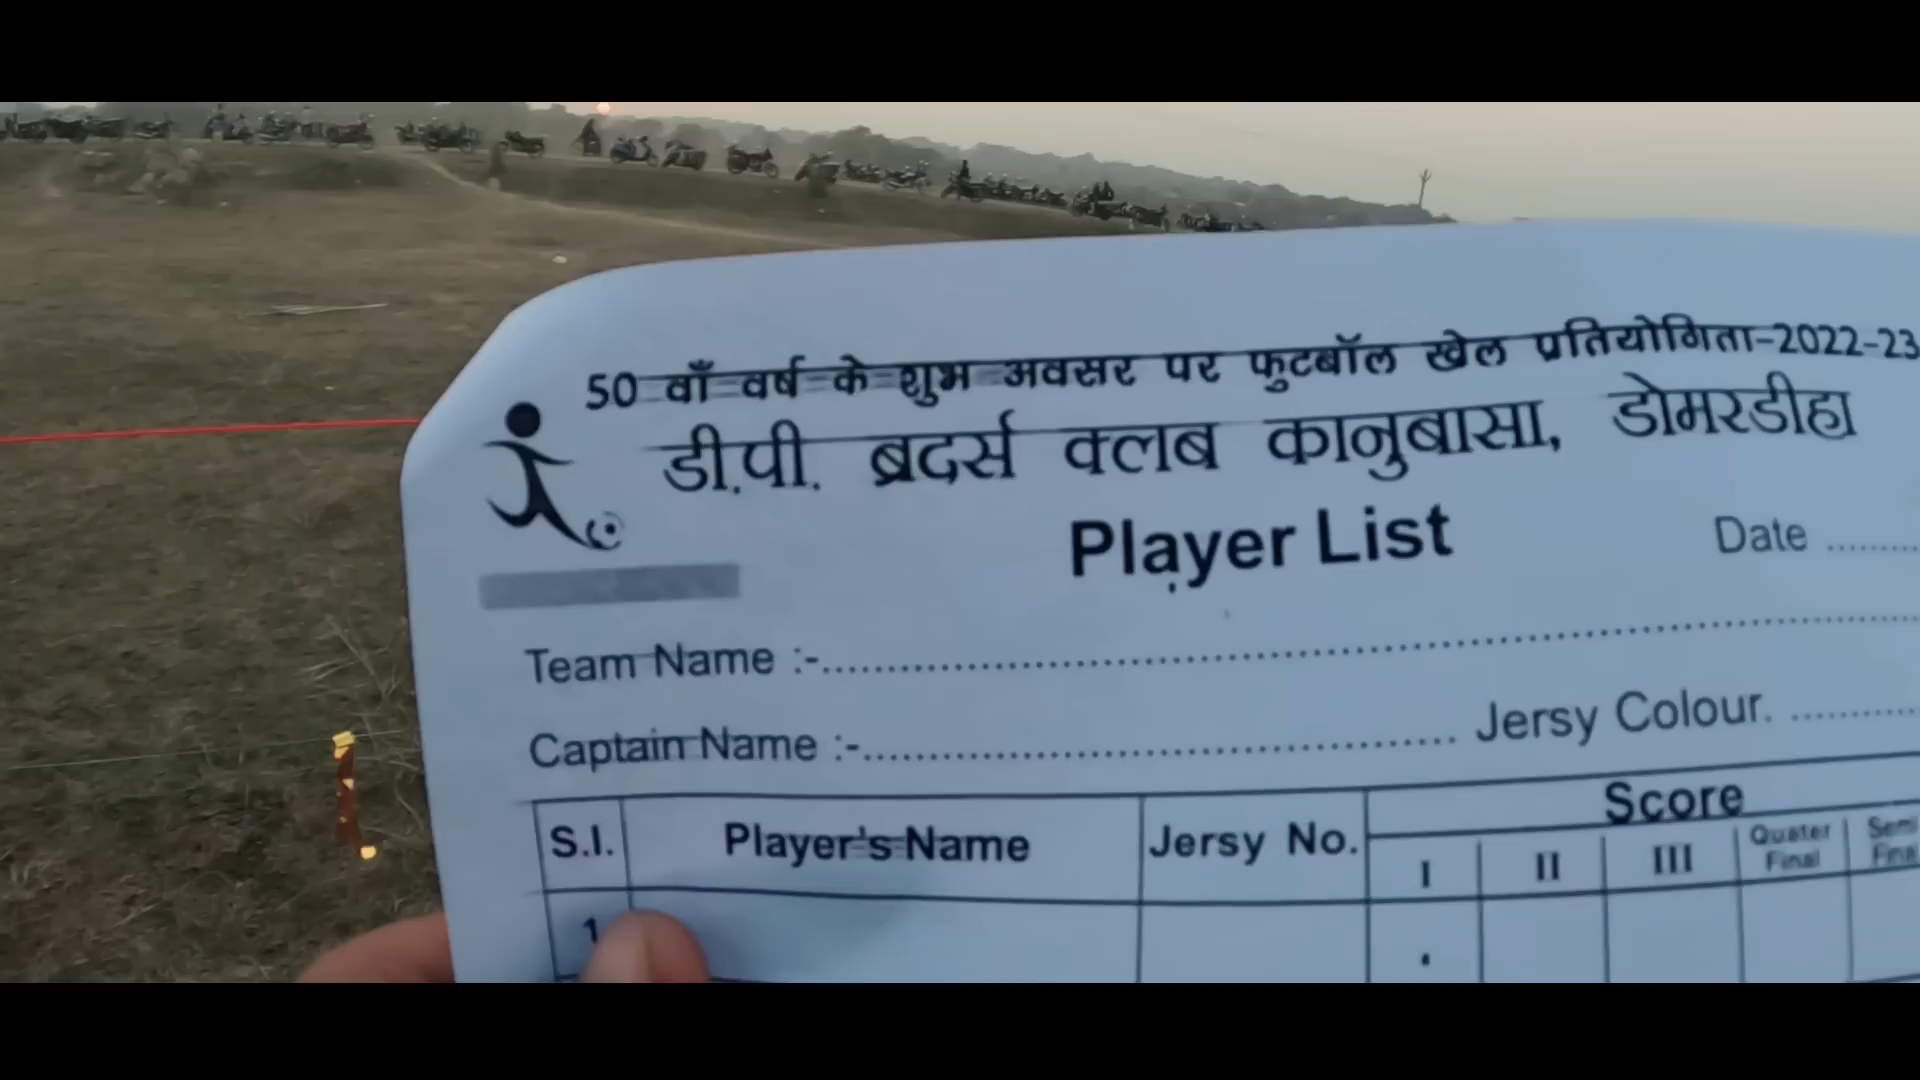 50 वाँ वर्ष के शुभ अवसर पर फुटबॉल खेल प्रतियोगिता-2022-23
डी.पी. ब्रदर्स क्लब कानुबासा, डोमरडीहा
Player List
Date ..........
Team Name :-..........................................................................................
Captain Name :-.................................................. Jersy Colour. ............
S.I. Player's Name Jersy No. Score
I II III Quater Final Semi Final
1